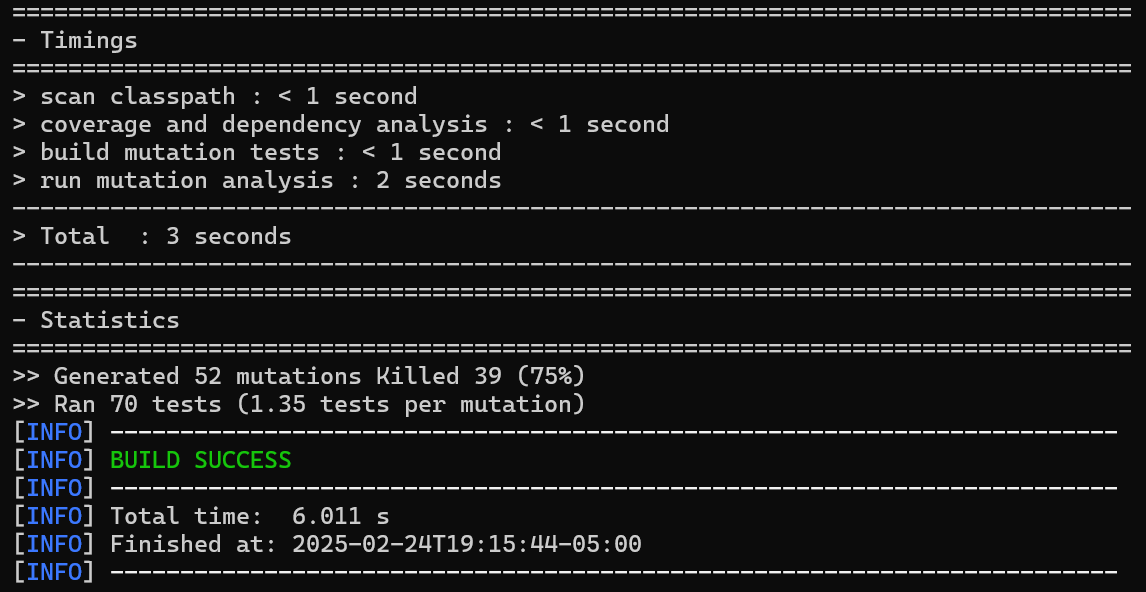 ================================================================================
- Timings
================================================================================
> scan classpath : < 1 second
> coverage and dependency analysis : < 1 second
> build mutation tests : < 1 second
> run mutation analysis : 2 seconds
--------------------------------------------------------------------------------
> Total  : 3 seconds
--------------------------------------------------------------------------------
================================================================================
- Statistics
================================================================================
>> Generated 52 mutations Killed 39 (75%)
>> Ran 70 tests (1.35 tests per mutation)
[INFO] ------------------------------------------------------------------------
[INFO] BUILD SUCCESS
[INFO] ------------------------------------------------------------------------
[INFO] Total time:  6.011 s
[INFO] Finished at: 2025-02-24T19:15:44-05:00
[INFO] ------------------------------------------------------------------------